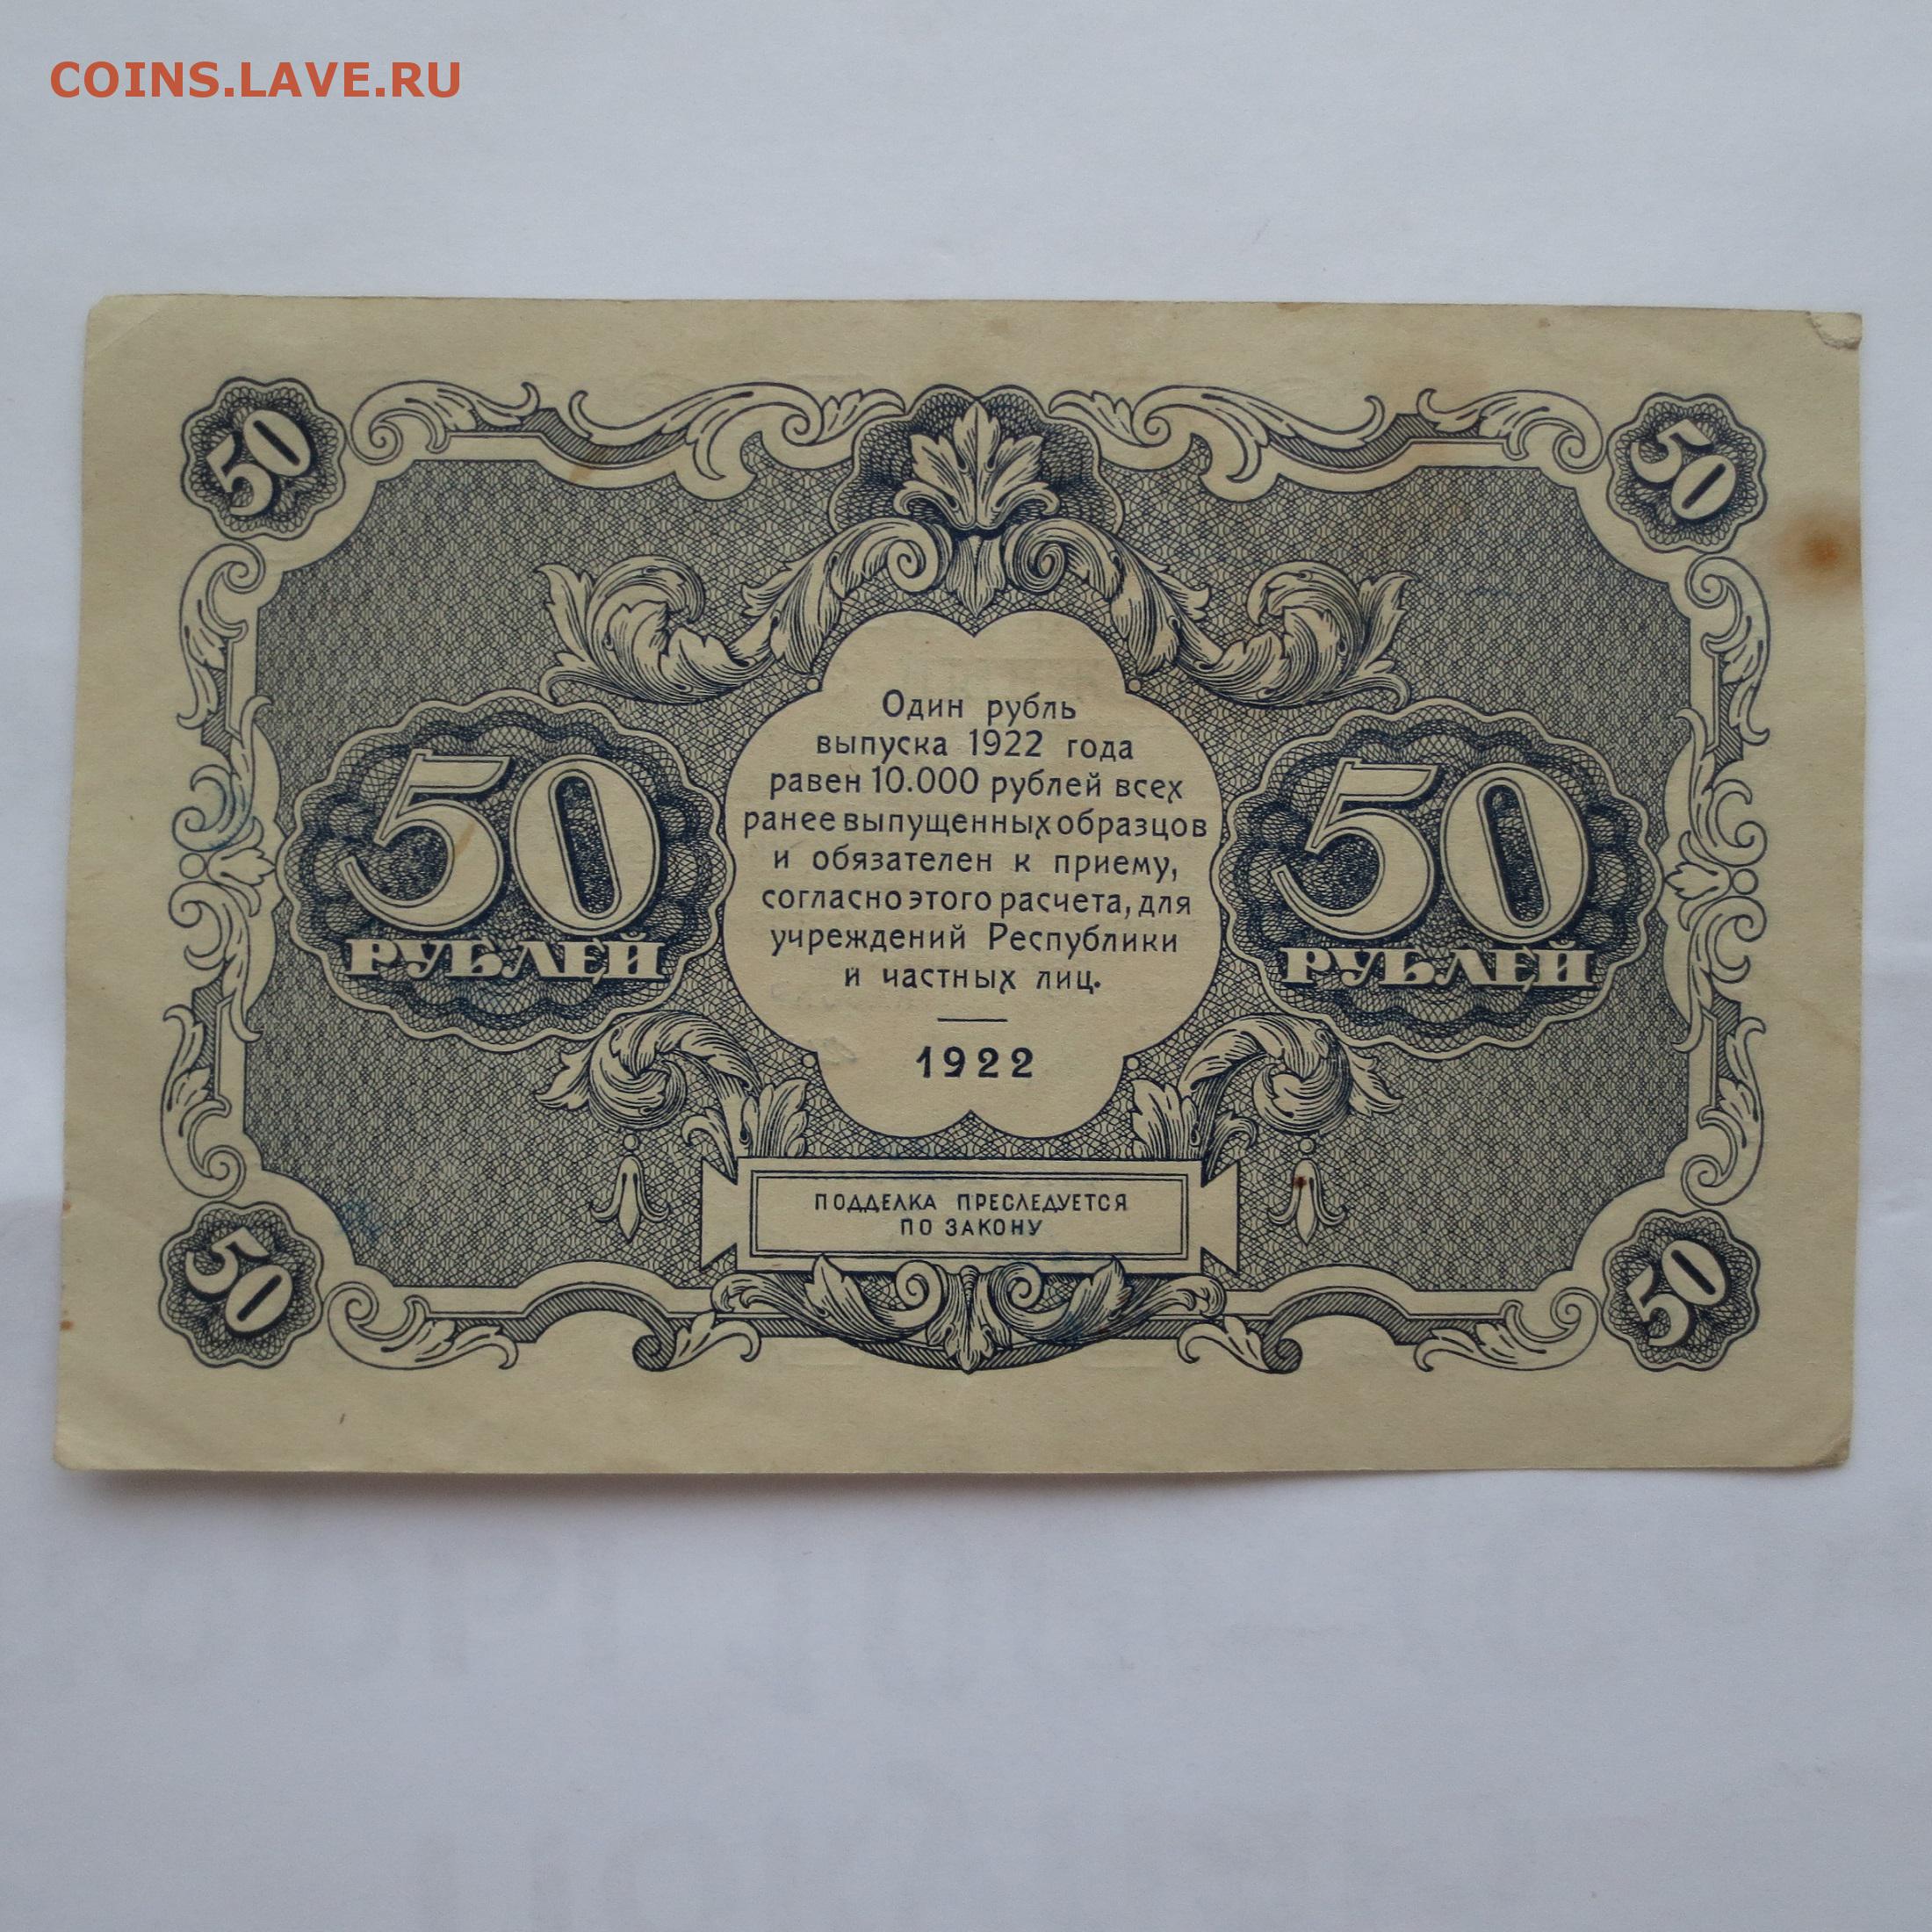 COINS.LAVE.RU
50
50
Один рубль
выпуска 1922 года
равен 10.000 рублей всех
ранее выпущенных образцов
и обязателен к приему,
согласно этого расчета, для
учреждений Республики
и частных лиц.
1922
50
РУБЛЕЙ
50
РУБЛЕЙ
ПОДДЕЛКА ПРЕСЛЕДУЕТСЯ
ПО ЗАКОНУ
50
50